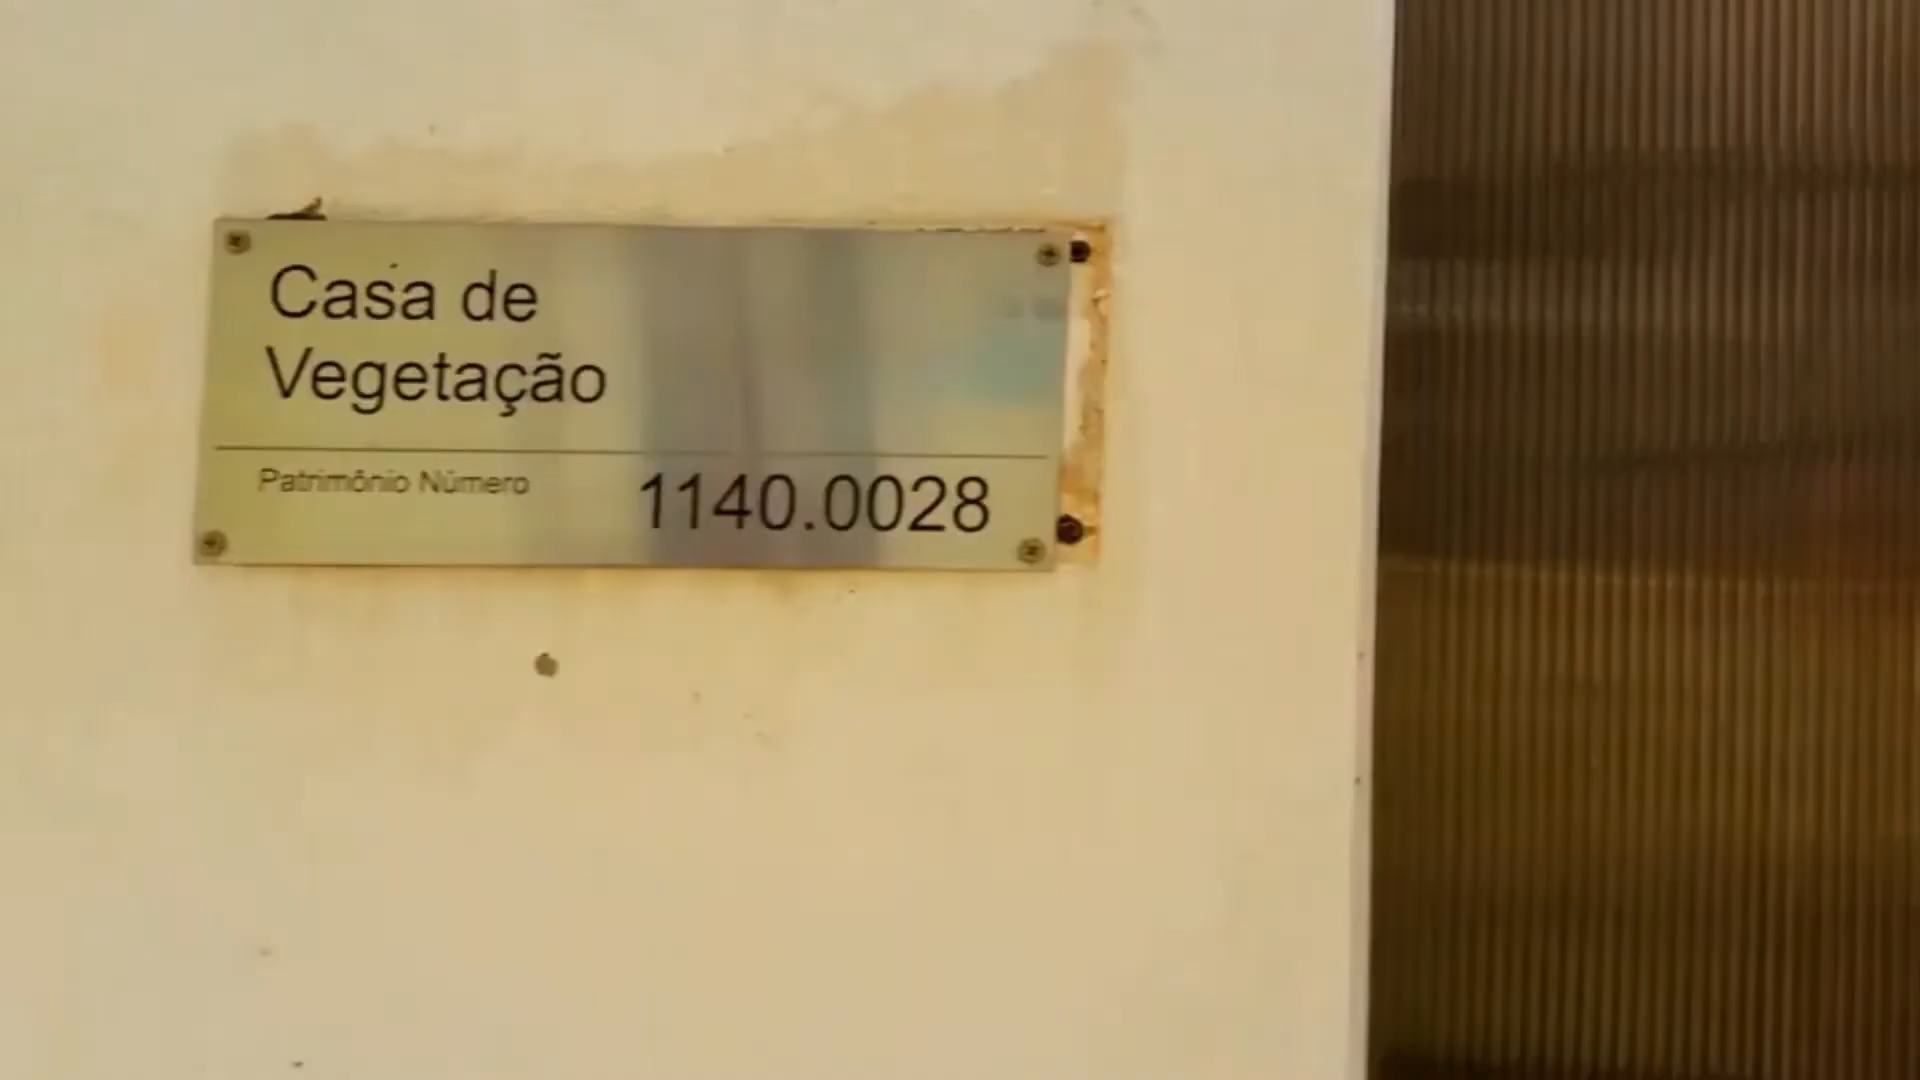 Casa de
Vegetação
Patrimônio Número
1140.0028